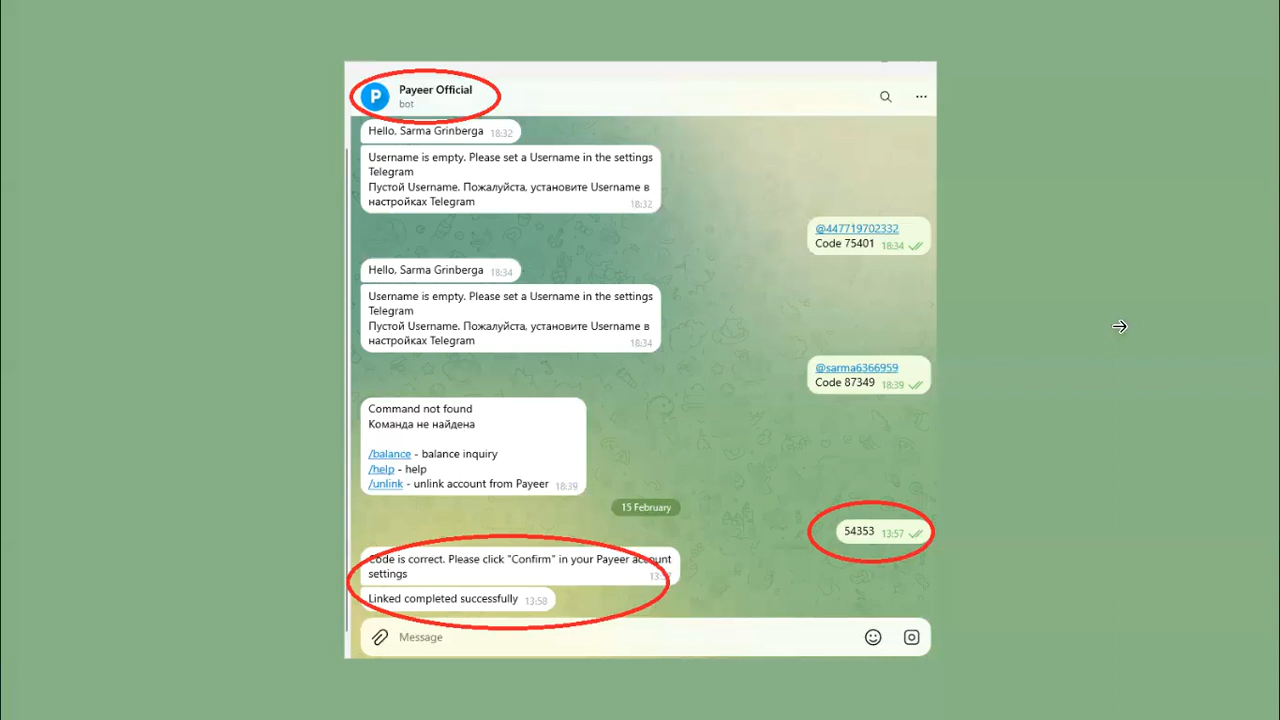 P
Payeer Official
bot
Hello, Sarma Grinberga 18:32
Username is empty. Please set a Username in the settings
Telegram
Пустой Username. Пожалуйста, установите Username в
настройках Telegram 18:32
@447719702332
Code 75401 18:34
Hello, Sarma Grinberga 18:34
Username is empty. Please set a Username in the settings
Telegram
Пустой Username. Пожалуйста, установите Username в
настройках Telegram 18:34
@sarma6366959
Code 87349 18:39
Command not found
Команда не найдена
/balance - balance inquiry
/help - help
/unlink - unlink account from Payeer 18:39
15 February
54353 13:57
Code is correct. Please click "Confirm" in your Payeer account
settings
Linked completed successfully 13:58
Message